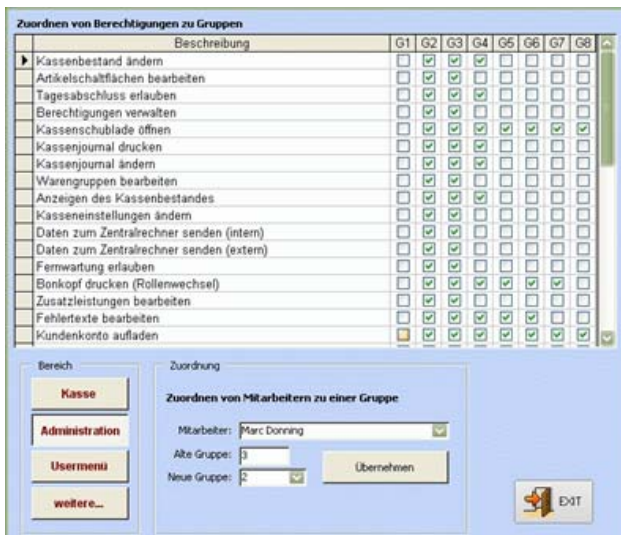 Zuordnen von Berechtigungen zu Gruppen
Beschreibung G1 G2 G3 G4 G5 G6 G7 G8
Kassenbestand ändern
Artikelschaltflächen bearbeiten
Tagesabschluss erlauben
Berechtigungen verwalten
Kassenschublade öffnen
Kassenjournal drucken
Kassenjournal ändern
Warengruppen bearbeiten
Anzeigen des Kassenbestandes
Kasseneinstellungen ändern
Daten zum Zentralrechner senden (intern)
Daten zum Zentralrechner senden (extern)
Fernwartung erlauben
Bonkopf drucken (Rollenwechsel)
Zusatzleistungen bearbeiten
Fehlertexte bearbeiten
Kundenkonto aufladen
Bereich
Kasse
Administration
Usermenü
weitere...
Zuordnung
Zuordnen von Mitarbeitern zu einer Gruppe
Mitarbeiter: Marc Donning
Alte Gruppe: 3
Neue Gruppe: 2
Übernehmen
EXIT